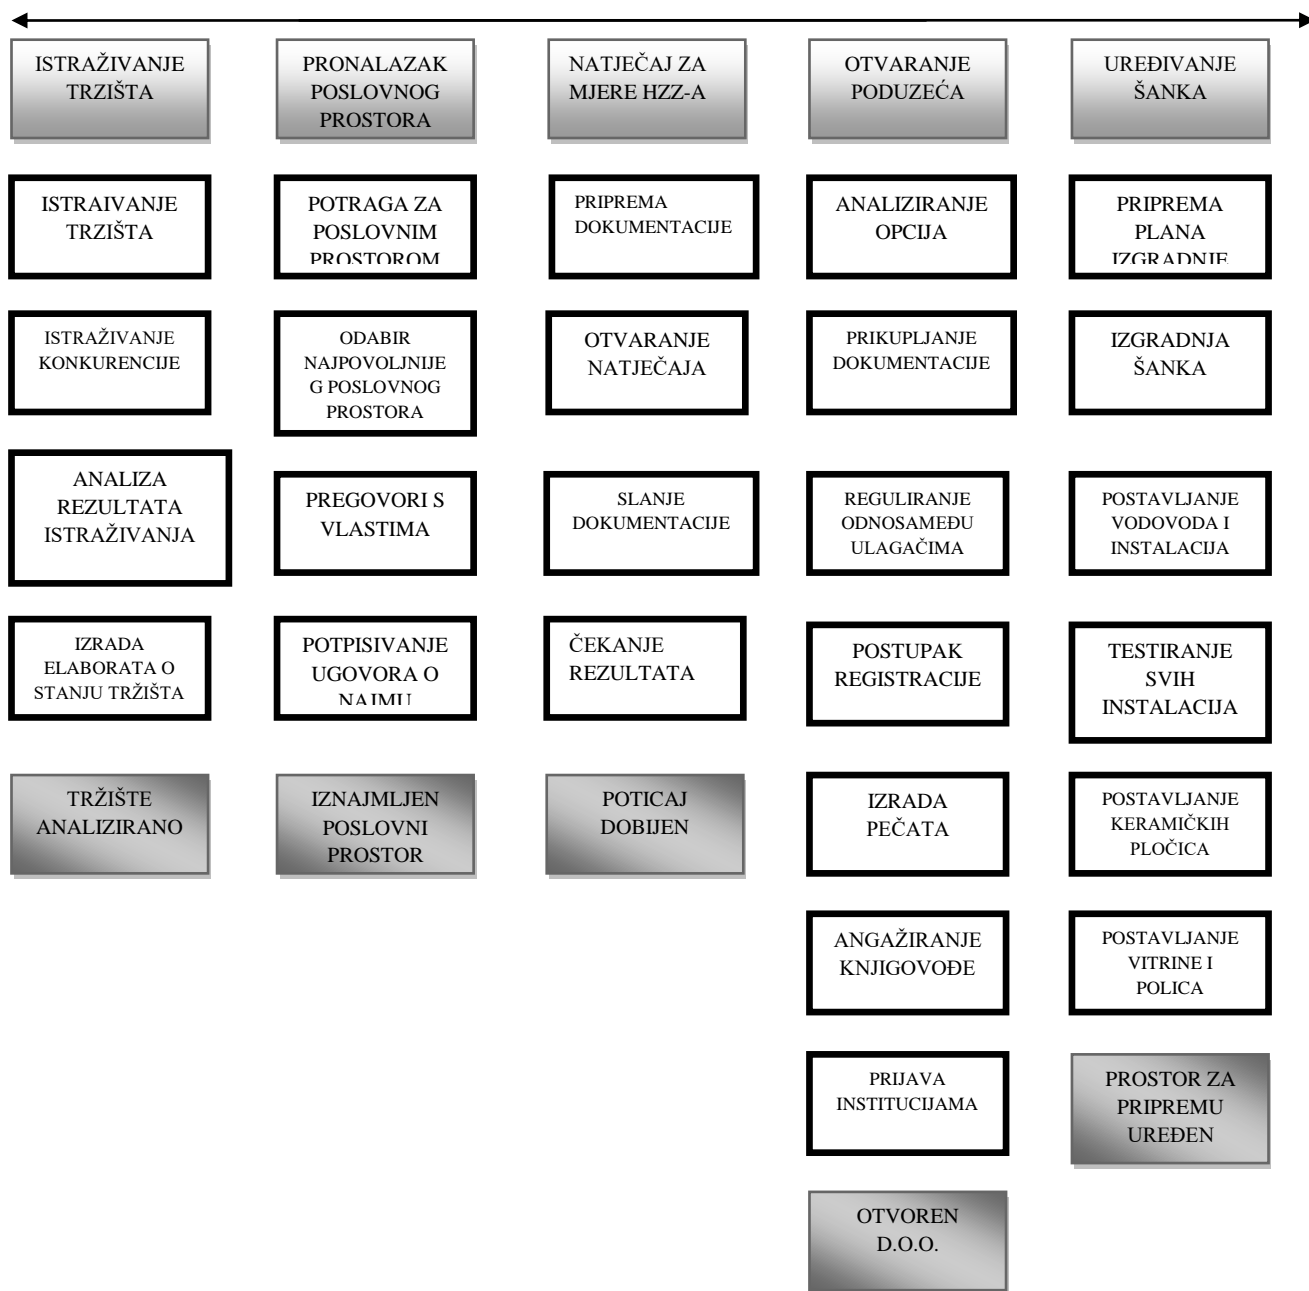 ISTRAŽIVANJE
TRZIŠTA
PRONALAZAK
POSLOVNOG
PROSTORA
NATJEČAJ ZA
MJERE HZZ-A
OTVARANJE
PODUZEĆA
UREĐIVANJE
ŠANKA
ISTRAIVANJE
TRZIŠTA
POTRAGA ZA
POSLOVNIM
PROSTOROM
PRIPREMA
DOKUMENTACIJE
ANALIZIRANJE
OPCIJA
PRIPREMA
PLANA
IZGRADNJE
ISTRAŽIVANJE
KONKURENCIJE
ODABIR
NAJPOVOLJNIJE
G POSLOVNOG
PROSTORA
OTVARANJE
NATJEČAJA
PRIKUPLJANJE
DOKUMENTACIJE
IZGRADNJA
ŠANKA
ANALIZA
REZULTATA
ISTRAŽIVANJA
PREGOVORI S
VLASTIMA
SLANJE
DOKUMENTACIJE
REGULIRANJE
ODNOSAMEĐU
ULAGAČIMA
POSTAVLJANJE
VODOVODA I
INSTALACIJA
IZRADA
ELABORATA O
STANJU TRŽIŠTA
POTPISIVANJE
UGOVORA O
NAJMU
ČEKANJE
REZULTATA
POSTUPAK
REGISTRACIJE
TESTIRANJE
SVIH
INSTALACIJA
TRŽIŠTE
ANALIZIRANO
IZNAJMLJEN
POSLOVNI
PROSTOR
POTICAJ
DOBIJEN
IZRADA
PEČATA
POSTAVLJANJE
KERAMIČKIH
PLOČICA
ANGAŽIRANJE
KNJIGOVOĐE
POSTAVLJANJE
VITRINE I
POLICA
PRIJAVA
INSTITUCIJAMA
PROSTOR ZA
PRIPREMU
UREĐEN
OTVOREN
D.O.O.